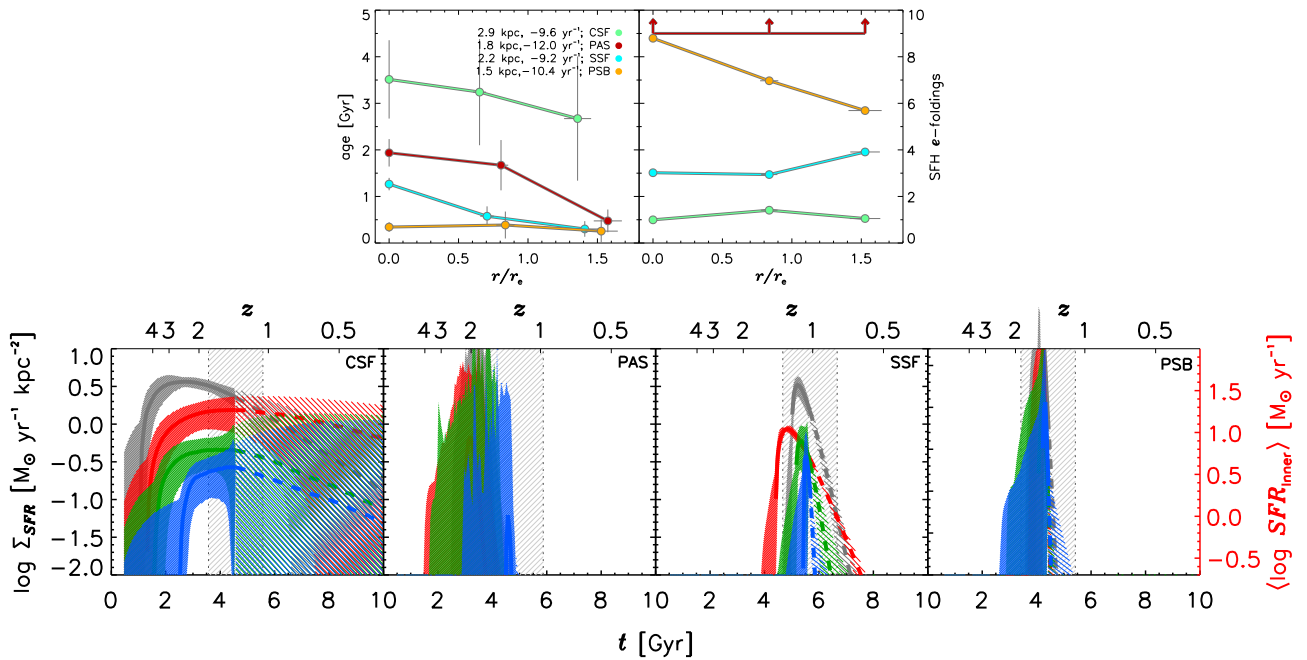 5
4
3
2
1
0
age [Gyr]
2.9 kpc, −9.6 yr⁻¹; CSF
1.8 kpc,−12.0 yr⁻¹; PAS
2.2 kpc, −9.2 yr⁻¹; SSF
1.5 kpc,−10.4 yr⁻¹; PSB
10
8
6
4
2
0
SFH e−foldings
0.0 0.5 1.0 1.5 0.0 0.5 1.0 1.5
r/rₑ r/rₑ
z z
4 3 2 1 0.5 4 3 2 1 0.5 4 3 2 1 0.5 4 3 2 1 0.5
CSF PAS SSF PSB
1.0
0.5
0.0
−0.5
−1.0
−1.5
−2.0
log Σ_SFR [M⊙ yr⁻¹ kpc⁻²]
1.5
1.0
0.5
0.0
−0.5
⟨log SFR_Inner⟩ [M⊙ yr⁻¹]
0 2 4 6 8 10 2 4 6 8 10 2 4 6 8 10 2 4 6 8 10
t [Gyr]